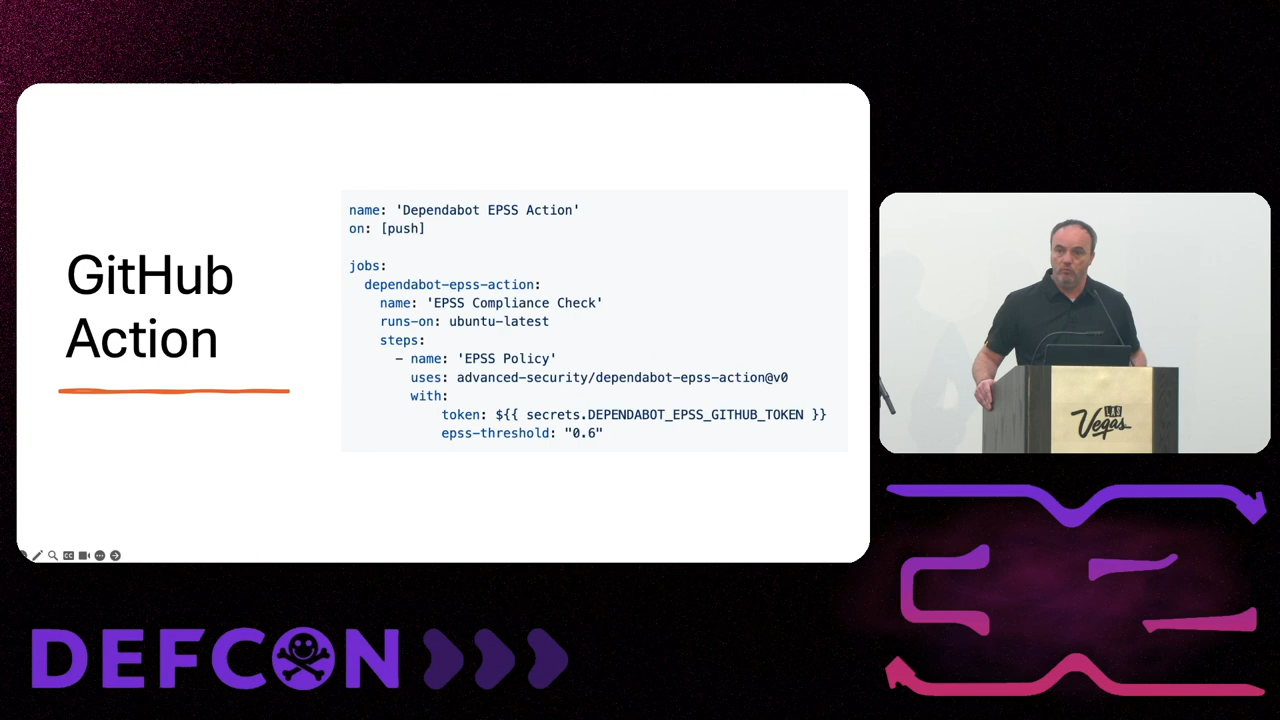 GitHub
Action
name: 'Dependabot EPSS Action'
on: [push]
jobs:
dependabot-epss-action:
name: 'EPSS Compliance Check'
runs-on: ubuntu-latest
steps:
- name: 'EPSS Policy'
uses: advanced-security/dependabot-epss-action@v0
with:
token: ${{ secrets.DEPENDABOT_EPSS_GITHUB_TOKEN }}
epss-threshold: "0.6"
LAS
Vegas
DEFCON